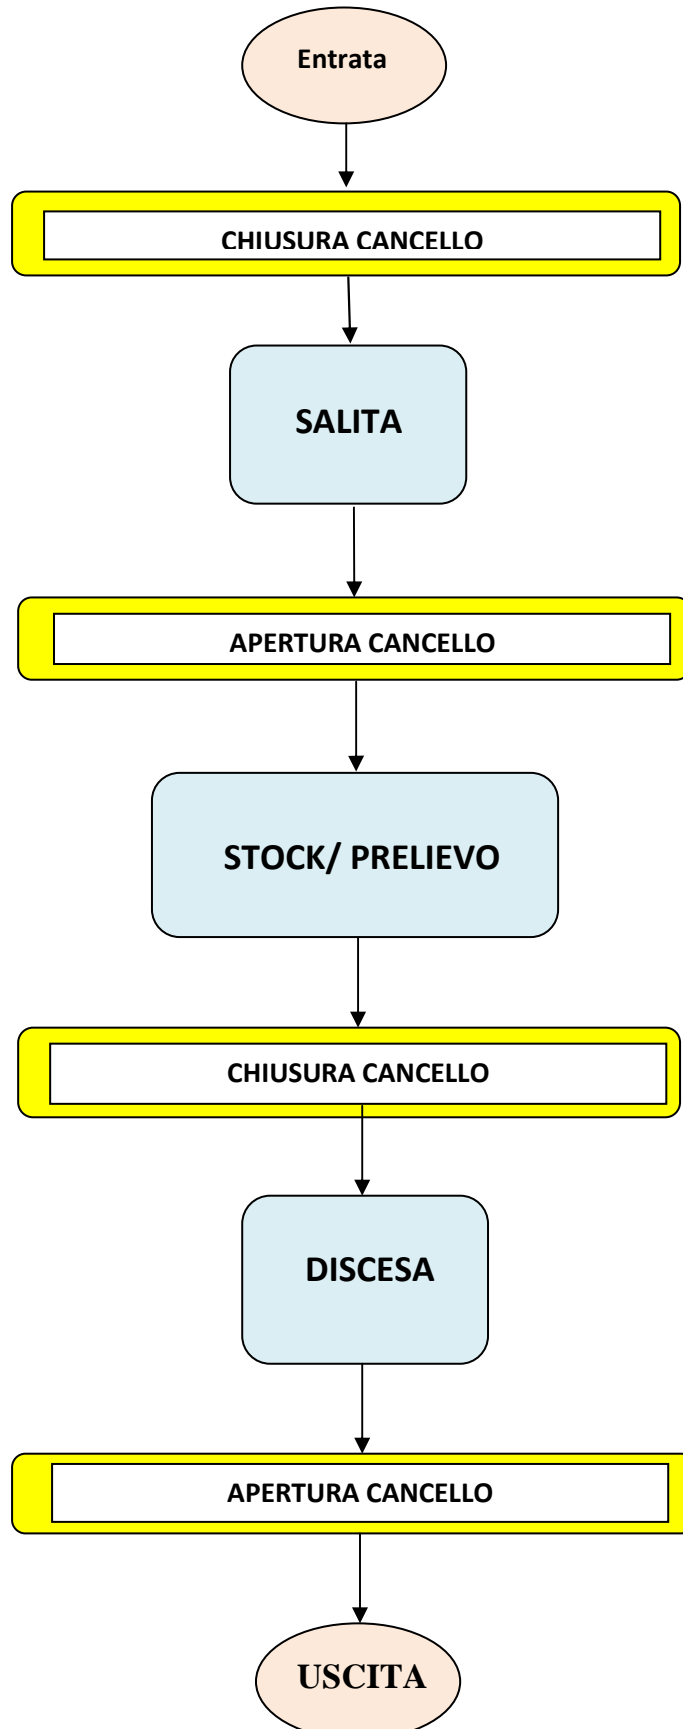 Entrata
CHIUSURA CANCELLO
SALITA
APERTURA CANCELLO
STOCK/ PRELIEVO
CHIUSURA CANCELLO
DISCESA
APERTURA CANCELLO
USCITA